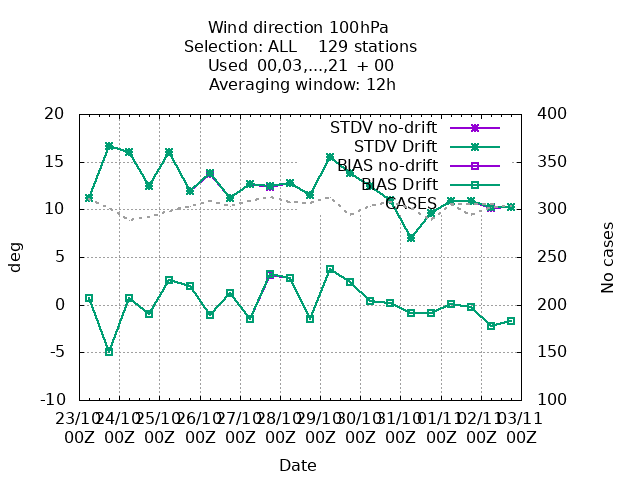 Wind direction 100hPa
Selection: ALL    129 stations
Used  00,03,...,21  + 00
Averaging window: 12h
20 400
STDV no-drift
STDV Drift
15 350
BIAS no-drift
BIAS Drift
CASES
10 300
deg
No cases
5 250
0 200
-5 150
-10 100
23/10 24/10 25/10 26/10 27/10 28/10 29/10 30/10 31/10 01/11 02/11 03/11
00Z 00Z 00Z 00Z 00Z 00Z 00Z 00Z 00Z 00Z 00Z 00Z
Date